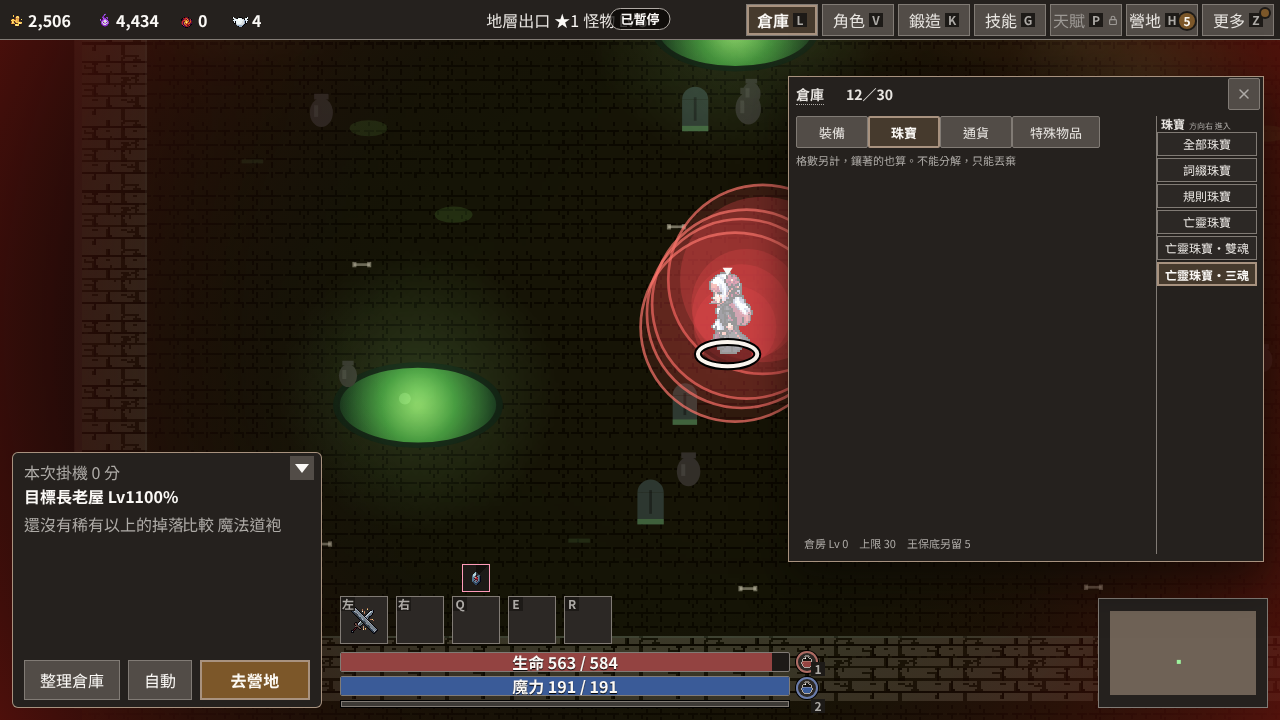 2,506 4,434 0 4
地層出口 ★1 怪物
已暫停
倉庫 L
角色 V
鍛造 K
技能 G
天賦 P
營地 H 5
更多 Z
倉庫 12／30
裝備
珠寶
通貨
特殊物品
格數另計，鑲著的也算。不能分解，只能丟棄
珠寶 方向右 進入
全部珠寶
詞綴珠寶
規則珠寶
亡靈珠寶
亡靈珠寶・雙魂
亡靈珠寶・三魂
倉房 Lv 0 上限 30 王保底另留 5
本次掛機 0 分
目標長老屋 Lv1100%
還沒有稀有以上的掉落比較 魔法道袍
整理倉庫
自動
去營地
左
右
Q
E
R
生命 563 / 584
1
魔力 191 / 191
2